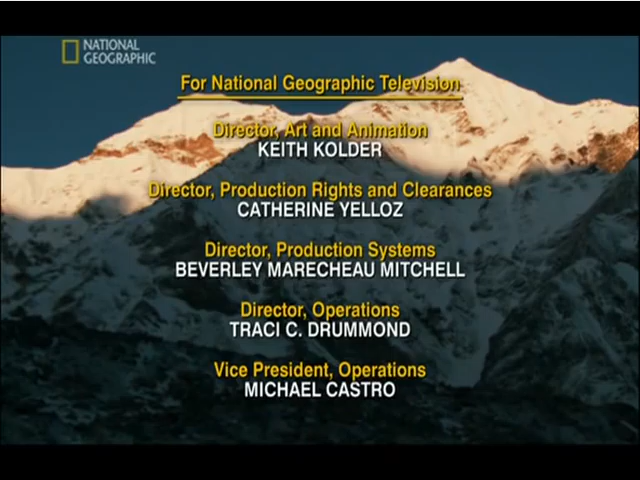 NATIONAL
GEOGRAPHIC
For National Geographic Television
Director, Art and Animation
KEITH KOLDER
Director, Production Rights and Clearances
CATHERINE YELLOZ
Director, Production Systems
BEVERLEY MARECHEAU MITCHELL
Director, Operations
TRACI C. DRUMMOND
Vice President, Operations
MICHAEL CASTRO